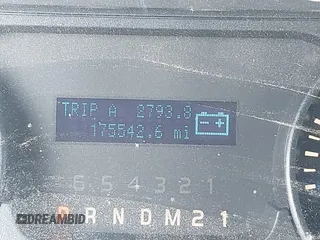 TRIP A 2793.8
175542.6 mi
6 5 4 3 2 1
P R N D M 2 1
DREAMBID